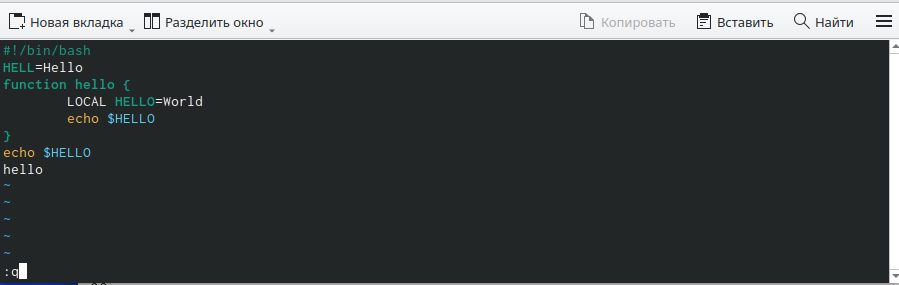 Новая вкладка Разделить окно Копировать Вставить Найти
#!/bin/bash
HELL=Hello
function hello {
        LOCAL HELLO=World
        echo $HELLO
}
echo $HELLO
hello
~
~
~
~
~
:q